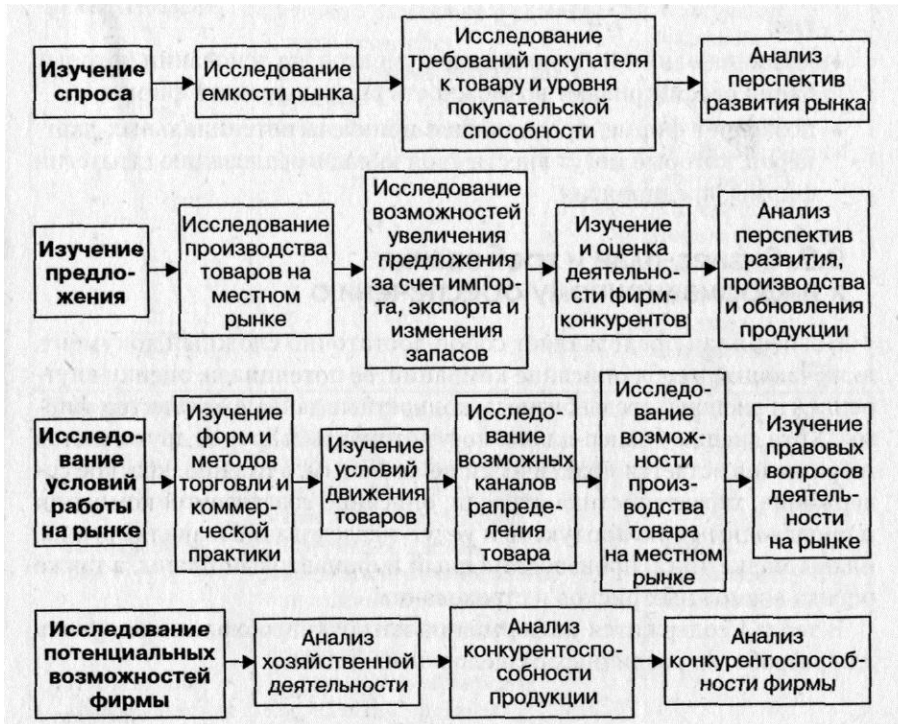 Изучение
спроса
Исследование
емкости рынка
Исследование
требований покупателя
к товару и уровня
покупательской
способности
Анализ
перспектив
развития рынка
Изучение
предло-
жения
Исследование
производства
товаров на
местном
рынке
Исследование
возможностей
увеличения
предложения
за счет импор-
та, экспорта и
изменения
запасов
Изучение
и оценка
деятельно-
сти фирм-
конкурентов
Анализ
перспектив
развития,
производства
и обновления
продукции
Исследо-
вание
условий
работы
на рынке
Изучение
форм и
методов
торговли и
коммер-
ческой
практики
Изучение
условий
движения
товаров
Исследо-
вание
возможных
каналов
рапреде-
ления
товара
Исследо-
вание
возмож-
ностей
произ-
водства
товара
на местном
рынке
Изучение
правовых
вопросов
деятель-
ности
на рынке
Исследование
потенциальных
возможностей
фирмы
Анализ
хозяйственной
деятельности
Анализ
конкурентоспо-
собности
продукции
Анализ
конкурентоспособ-
ности фирмы